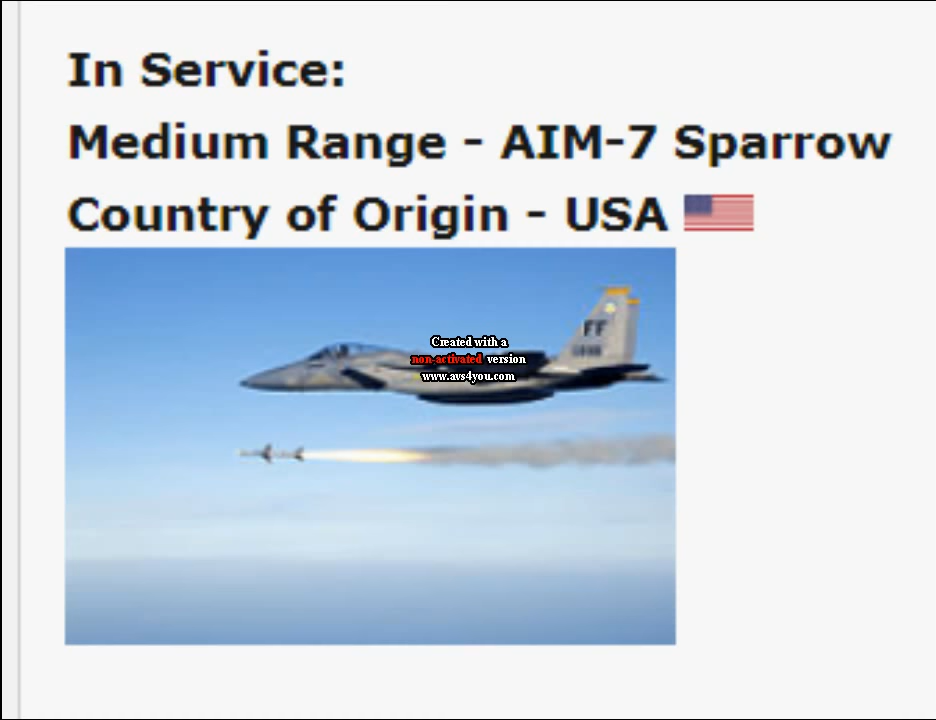 In Service:
Medium Range - AIM-7 Sparrow
Country of Origin - USA
FF
Created with a
non-activated version
www.avs4you.com